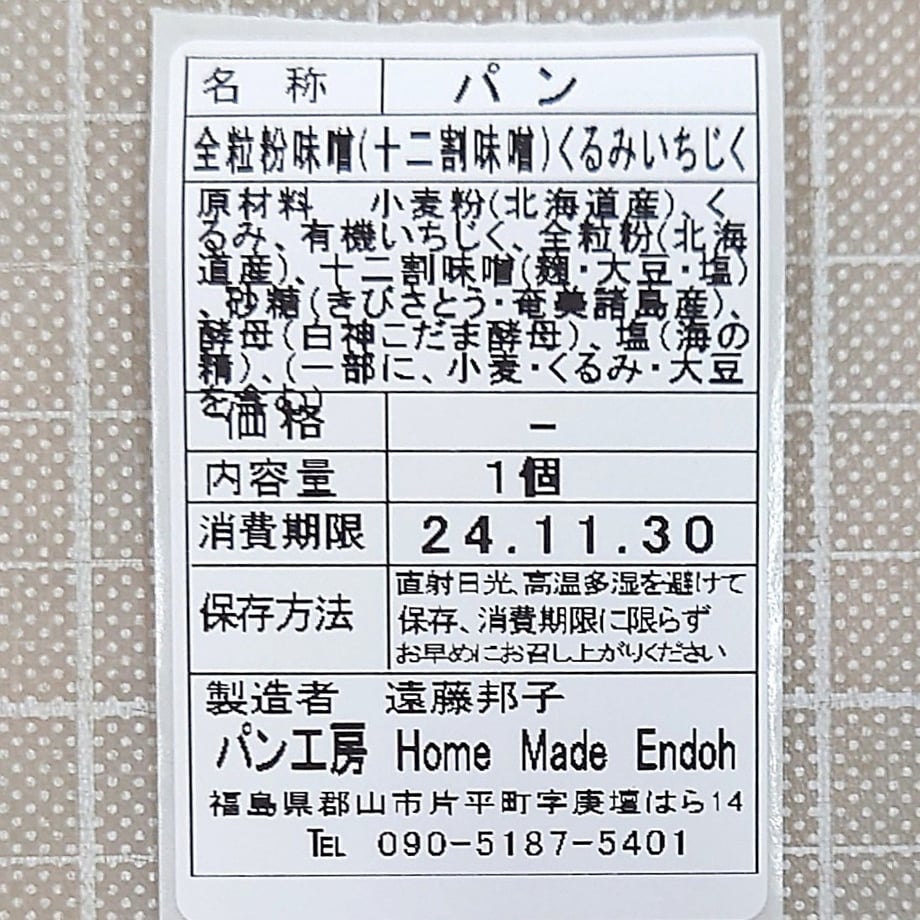 名 称 パン
全粒粉味噌(十二割味噌)くるみいちじく
原材料 小麦粉(北海道産)、く
るみ、有機いちじく、全粒粉(北海
道産)、十二割味噌(麹・大豆・塩)
、砂糖(きびさとう・奄美諸島産)、
酵母(白神こだま酵母)、塩(海の
精)、(一部に、小麦・くるみ・大豆
を含む)
価格 －
内容量 1個
消費期限 24.11.30
保存方法 直射日光、高温多湿を避けて
保存、消費期限に限らず
お早めにお召し上がりください
製造者 遠藤邦子
パン工房 Home Made Endoh
福島県郡山市片平町字庚壇はら14
TEL 090-5187-5401